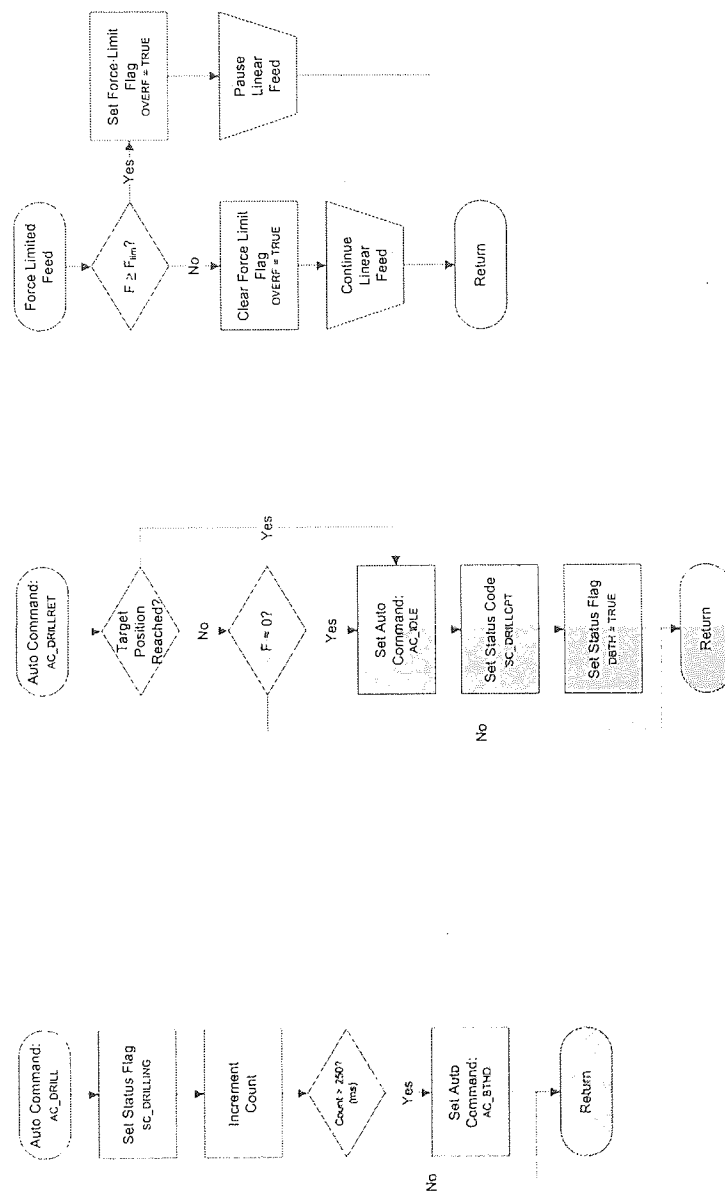 Auto Command:
AC_DRILL
Set Status Flag
SC_DRILLING
Increment
Count
Count > 250?
(ms)
Yes
No
Set Auto
Command:
AC_BTHD
Return
Auto Command:
AC_DRILLRET
Target
Position
Reached?
No
Yes
F ≈ 0?
Yes
No
Set Auto
Command:
AC_IDLE
Set Status Code
SC_DRILLCPT
Set Status Flag
DBTH = TRUE
Return
Force Limited
Feed
F ≥ Flim?
Yes
No
Set Force-Limit
Flag
OVERF = TRUE
Pause
Linear
Feed
Clear Force Limit
Flag
OVERF = TRUE
Continue
Linear
Feed
Return